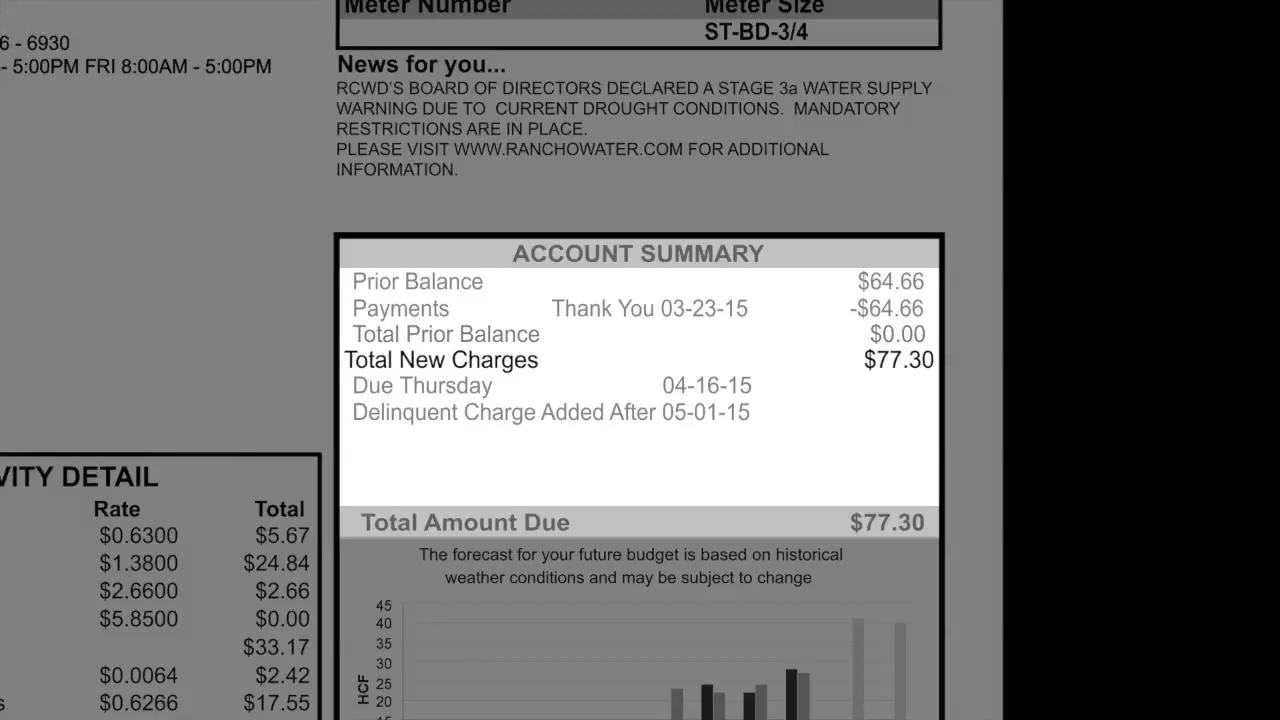 Meter Number Meter Size
ST-BD-3/4
6 - 6930
- 5:00PM FRI 8:00AM - 5:00PM
News for you...
RCWD'S BOARD OF DIRECTORS DECLARED A STAGE 3a WATER SUPPLY
WARNING DUE TO CURRENT DROUGHT CONDITIONS. MANDATORY
RESTRICTIONS ARE IN PLACE.
PLEASE VISIT WWW.RANCHOWATER.COM FOR ADDITIONAL
INFORMATION.
ACCOUNT SUMMARY
Prior Balance $64.66
Payments Thank You 03-23-15 -$64.66
Total Prior Balance $0.00
Total New Charges $77.30
Due Thursday 04-16-15
Delinquent Charge Added After 05-01-15
Total Amount Due $77.30
VITY DETAIL
Rate Total
$0.6300 $5.67
$1.3800 $24.84
$2.6600 $2.66
$5.8500 $0.00
$33.17
$0.0064 $2.42
s $0.6266 $17.55
The forecast for your future budget is based on historical
weather conditions and may be subject to change
45
40
35
30
25
20
HCF